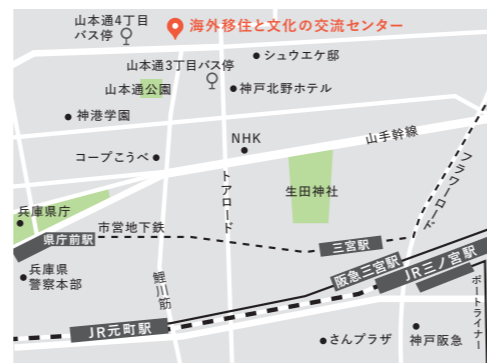 山本通4丁目
バス停
海外移住と文化の交流センター
シュウエケ邸
山本通3丁目バス停
山本通公園
神戸北野ホテル
神港学園
NHK
山手幹線
コープこうべ
フラワーロード
トアロード
生田神社
兵庫県庁
市営地下鉄
県庁前駅
三宮駅
阪急三宮駅
JR三ノ宮駅
兵庫県
警察本部
鯉川筋
ポートライナー
JR元町駅
さんプラザ
神戸阪急